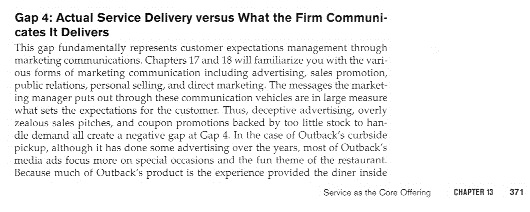 Gap 4: Actual Service Delivery versus What the Firm Communi-
cates It Delivers
This gap fundamentally represents customer expectations management through
marketing communications. Chapters 17 and 18 will familiarize you with the vari-
ous forms of marketing communication including advertising, sales promotion,
public relations, personal selling, and direct marketing. The messages the market-
ing manager puts out through these communication vehicles are in large measure
what sets the expectations for the customer. Thus, deceptive advertising, overly
zealous sales pitches, and coupon promotions backed by too little stock to han-
dle demand all create a negative gap at Gap 4. In the case of Outback's curbside
pickup, although it has done some advertising over the years, most of Outback's
media ads focus more on special occasions and the fun theme of the restaurant.
Because much of Outback's product is the experience provided the diner inside
Service as the Core Offering CHAPTER 13 371